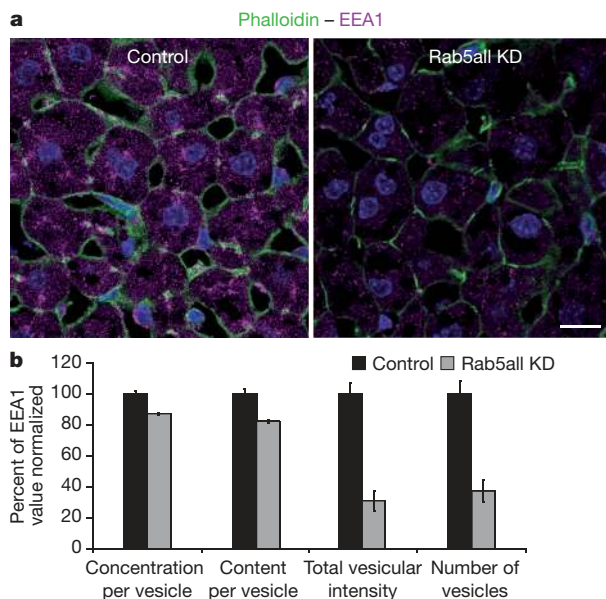 a
Phalloidin – EEA1
Control
Rab5all KD
b
Percent of EEA1
value normalized
120
100
80
60
40
20
0
Control
Rab5all KD
Concentration
per vesicle
Content
per vesicle
Total vesicular
intensity
Number of
vesicles